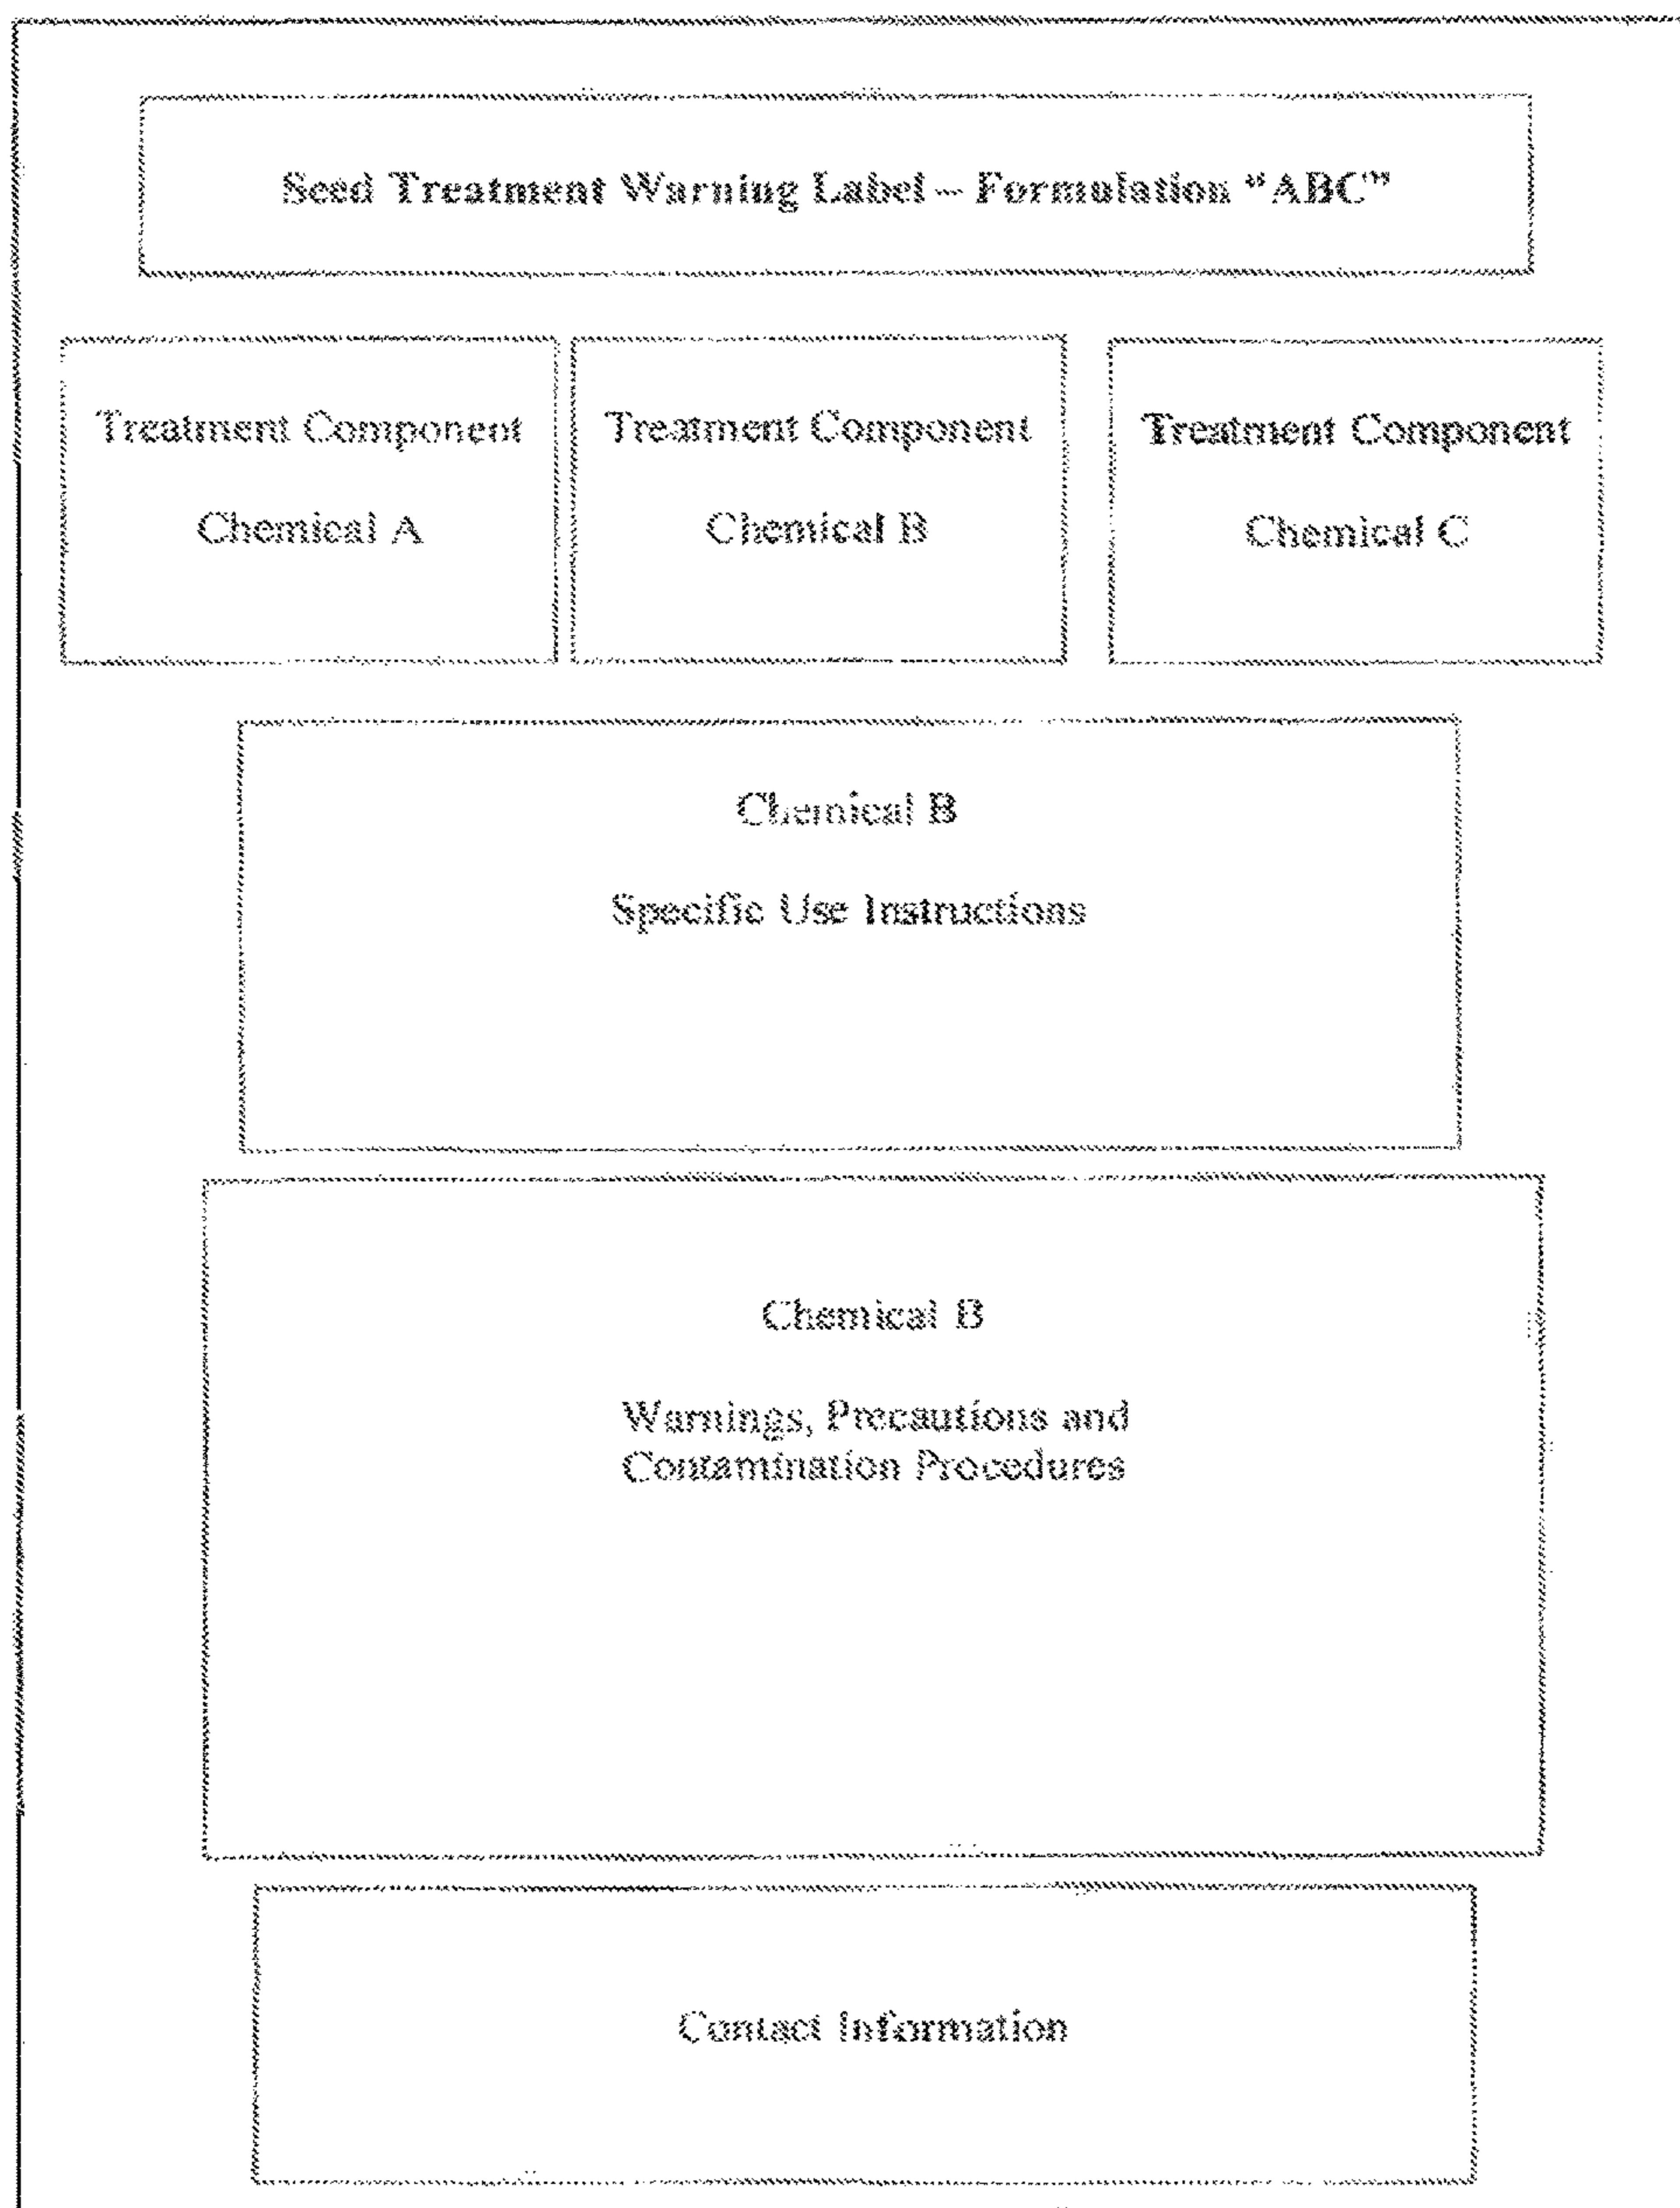 Seed Treatment Warning Label – Formulation “ABC”
Treatment Component
Chemical A
Treatment Component
Chemical B
Treatment Component
Chemical C
Chemical B
Specific Use Instructions
Chemical B
Warnings, Precautions and
Contamination Procedures
Contact Information